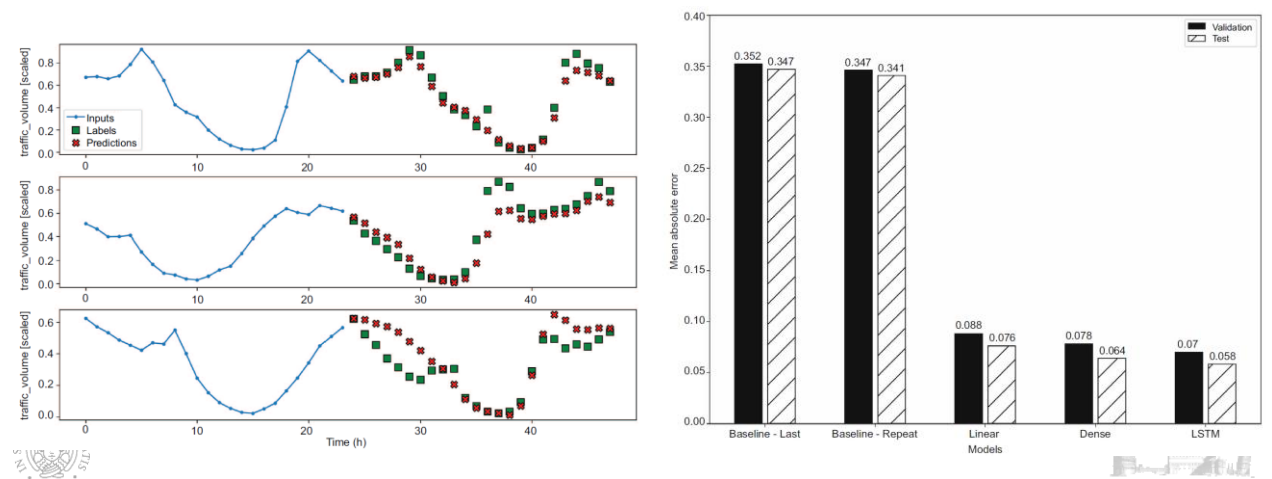 traffic_volume [scaled]
0.8
0.6
0.4
0.2
0.0
Inputs
Labels
Predictions
0 10 20 30 40
traffic_volume [scaled]
0.8
0.6
0.4
0.2
0.0
0 10 20 30 40
traffic_volume [scaled]
0.6
0.4
0.2
0.0
0 10 20 30 40
Time (h)
Mean absolute error
0.40
0.35
0.30
0.25
0.20
0.15
0.10
0.05
0.00
Validation
Test
0.352 0.347 0.347 0.341
0.088 0.076 0.078 0.064 0.07 0.058
Baseline - Last Baseline - Repeat Linear Dense LSTM
Models